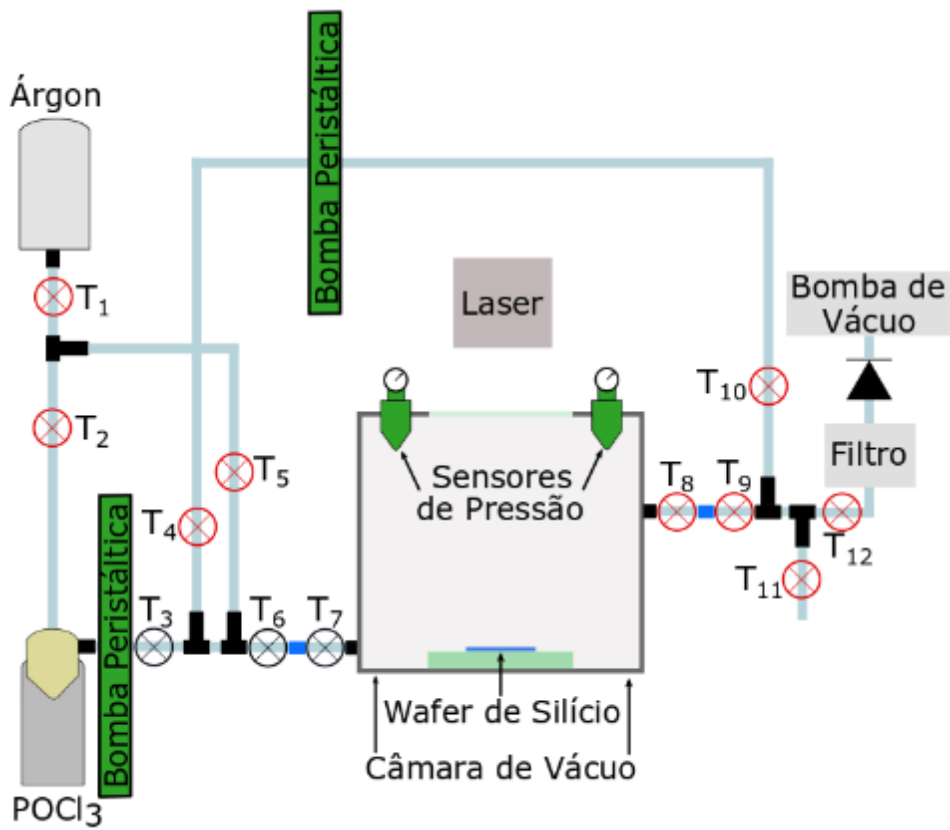 Árgon
Bomba Peristáltica
T1
Laser
Bomba de
Vácuo
T2
T10
Filtro
T5
Sensores
de Pressão
T8
T9
T4
T12
T11
Bomba Peristáltica
T3
T6
T7
Wafer de Silício
Câmara de Vácuo
POCl3